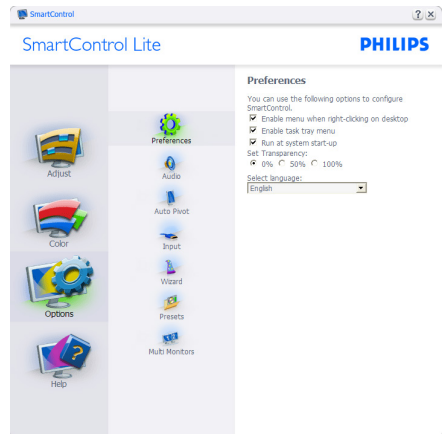 SmartControl
SmartControl Lite
PHILIPS
Adjust
Color
Options
Help
Preferences
Audio
Auto Pivot
Input
Wizard
Presets
Multi Monitors
Preferences
You can use the following options to configure
SmartControl.
Enable menu when right-clicking on desktop
Enable task tray menu
Run at system start-up
Set Transparency:
0% 50% 100%
Select language:
English